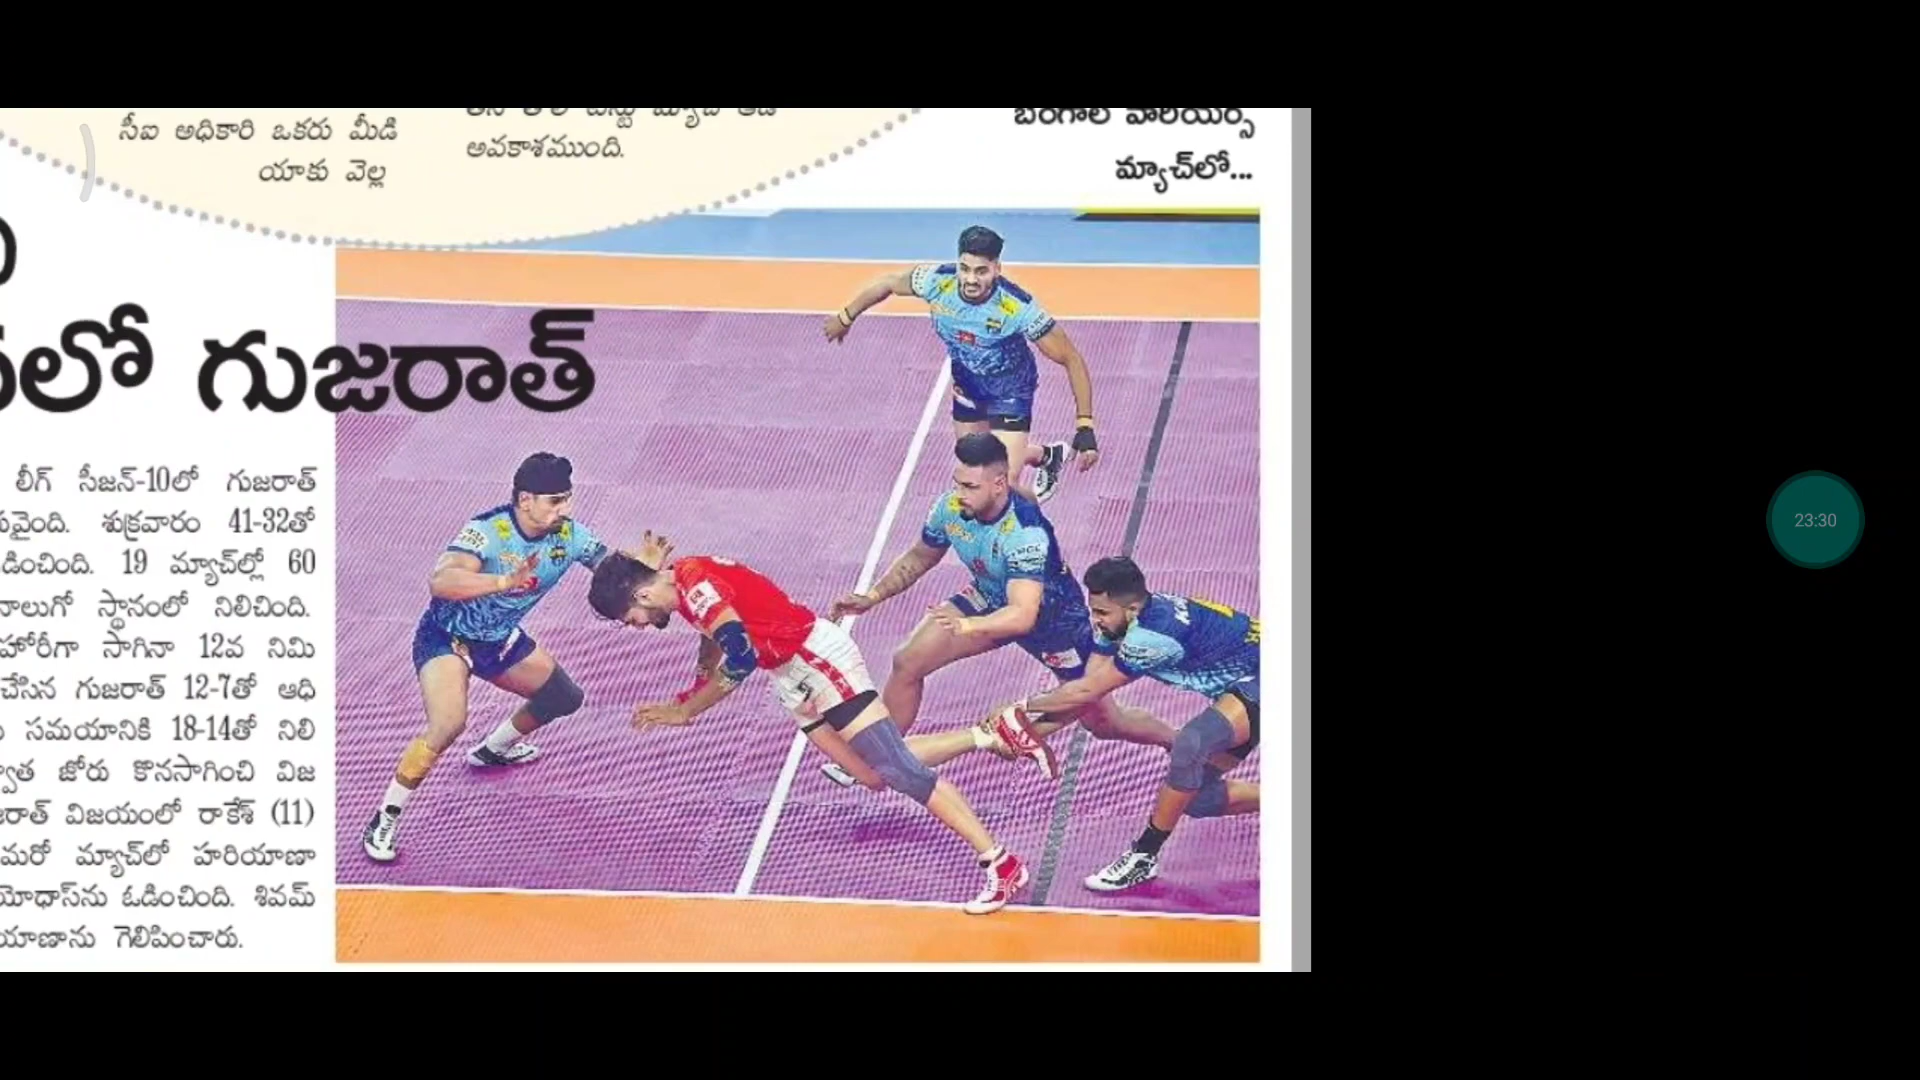 సీఐ అధికారి ఒకరు మీడి
యాకు వెల్ల
అవకాశముంది.
బెంగాల్ వారియర్స్
మ్యాచ్‌లో...
గుజరాత్
లీగ్ సీజన్-10లో గుజరాత్
శుక్రవారం 41-32తో
19 మ్యాచ్‌ల్లో 60
స్థానంలో నిలిచింది.
సాగినా 12వ నిమి
చేసిన గుజరాత్ 12-7తో ఆధి
సమయానికి 18-14తో నిలి
జోరు కొనసాగించి విజ
విజయంలో రాకేశ్ (11)
మరో మ్యాచ్‌లో హరియాణా
యోధాస్‌ను ఓడించింది. శివమ్
గెలిపించారు.
23:30